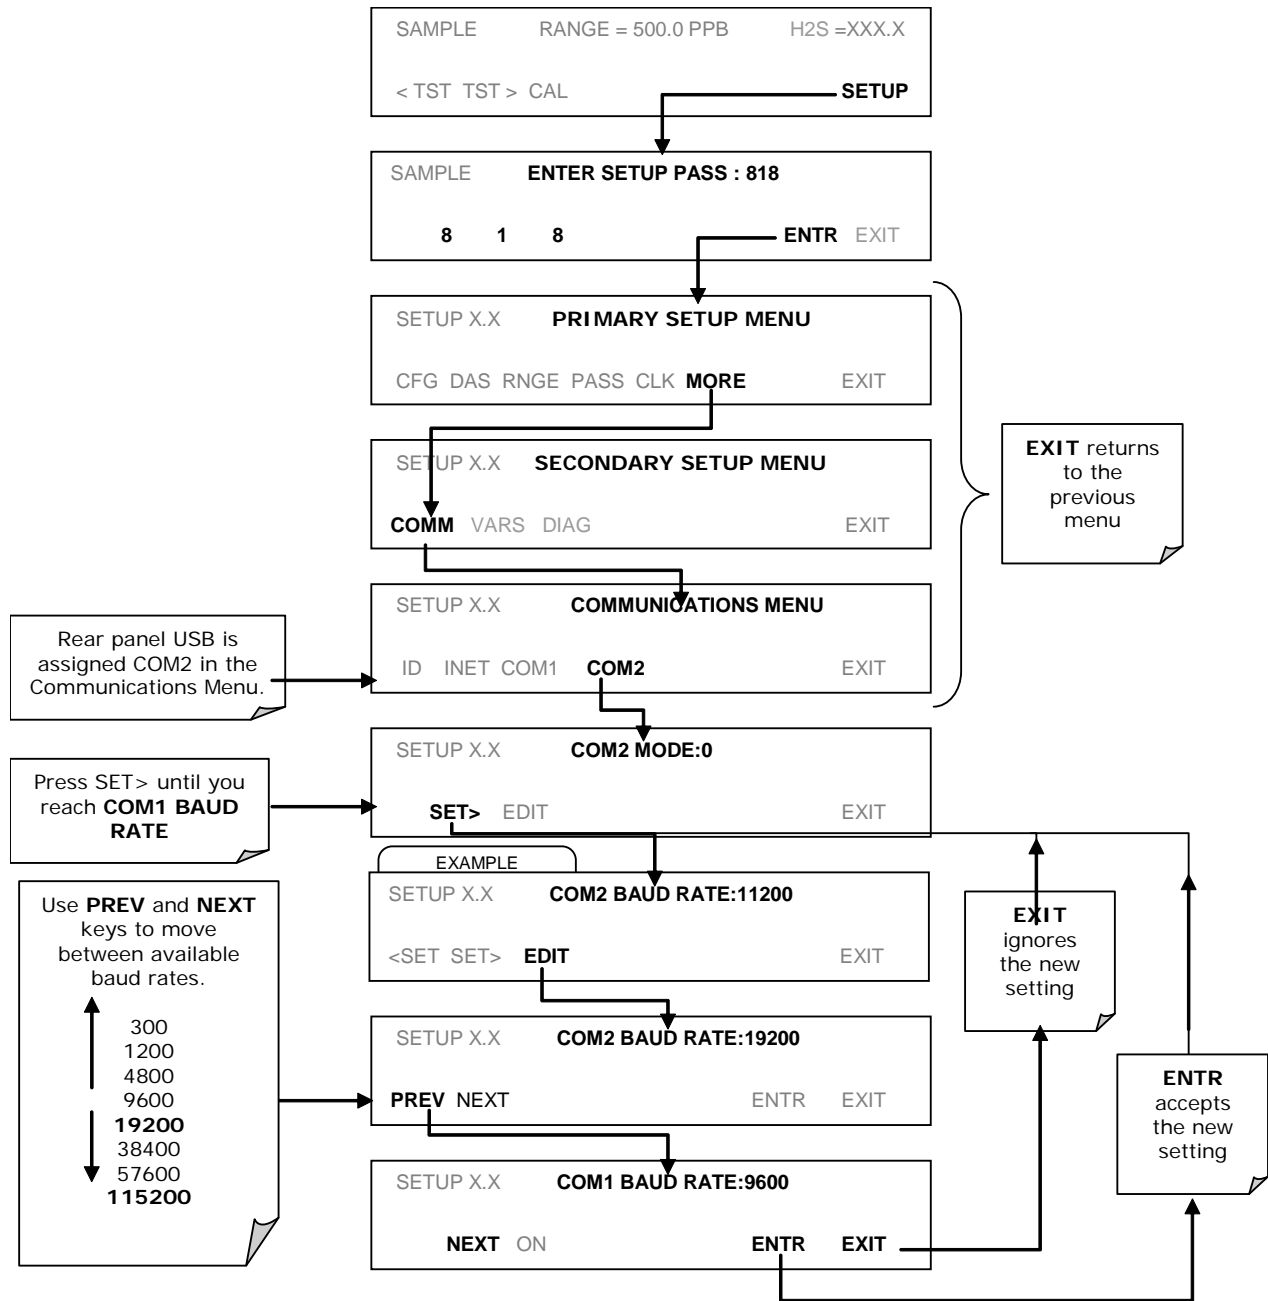 SAMPLE RANGE = 500.0 PPB H2S =XXX.X
< TST TST > CAL SETUP
SAMPLE ENTER SETUP PASS : 818
8 1 8 ENTR EXIT
SETUP X.X PRIMARY SETUP MENU
CFG DAS RNGE PASS CLK MORE EXIT
SETUP X.X SECONDARY SETUP MENU
COMM VARS DIAG EXIT
EXIT returns
to the
previous
menu
SETUP X.X COMMUNICATIONS MENU
ID INET COM1 COM2 EXIT
Rear panel USB is
assigned COM2 in the
Communications Menu.
SETUP X.X COM2 MODE:0
SET> EDIT EXIT
Press SET> until you
reach COM1 BAUD
RATE
EXAMPLE
SETUP X.X COM2 BAUD RATE:11200
<SET SET> EDIT EXIT
Use PREV and NEXT
keys to move
between available
baud rates.
300
1200
4800
9600
19200
38400
57600
115200
EXIT
ignores
the new
setting
SETUP X.X COM2 BAUD RATE:19200
PREV NEXT ENTR EXIT
ENTR
accepts
the new
setting
SETUP X.X COM1 BAUD RATE:9600
NEXT ON ENTR EXIT